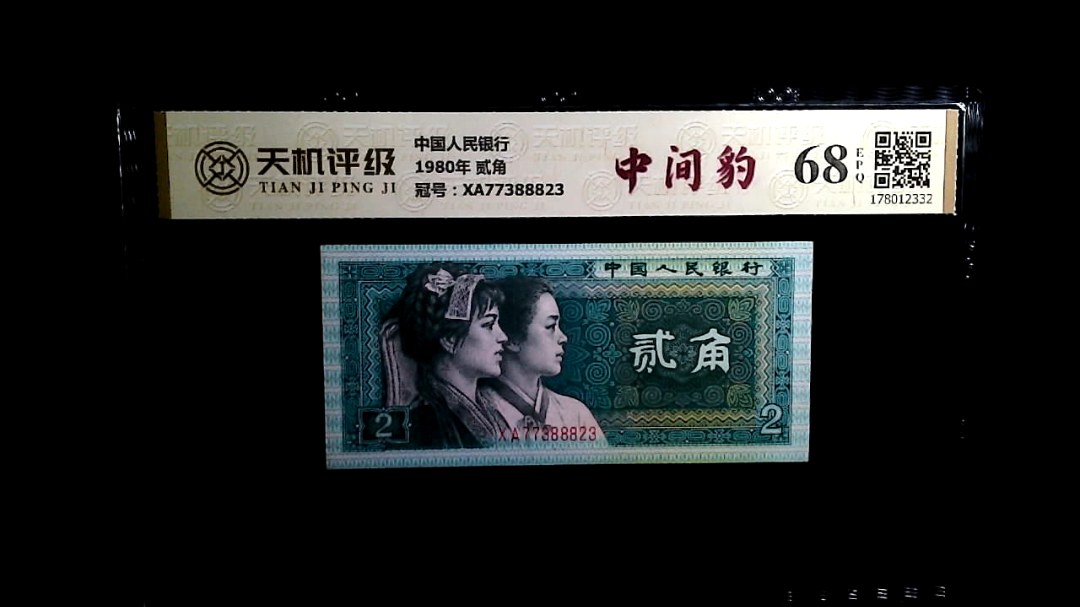 天机评级
TIAN JI PING JI
中国人民银行
1980年 贰角
冠号：XA77388823
中间豹
68
EPQ
178012332
中国人民银行
贰角
2
2
XA77388823